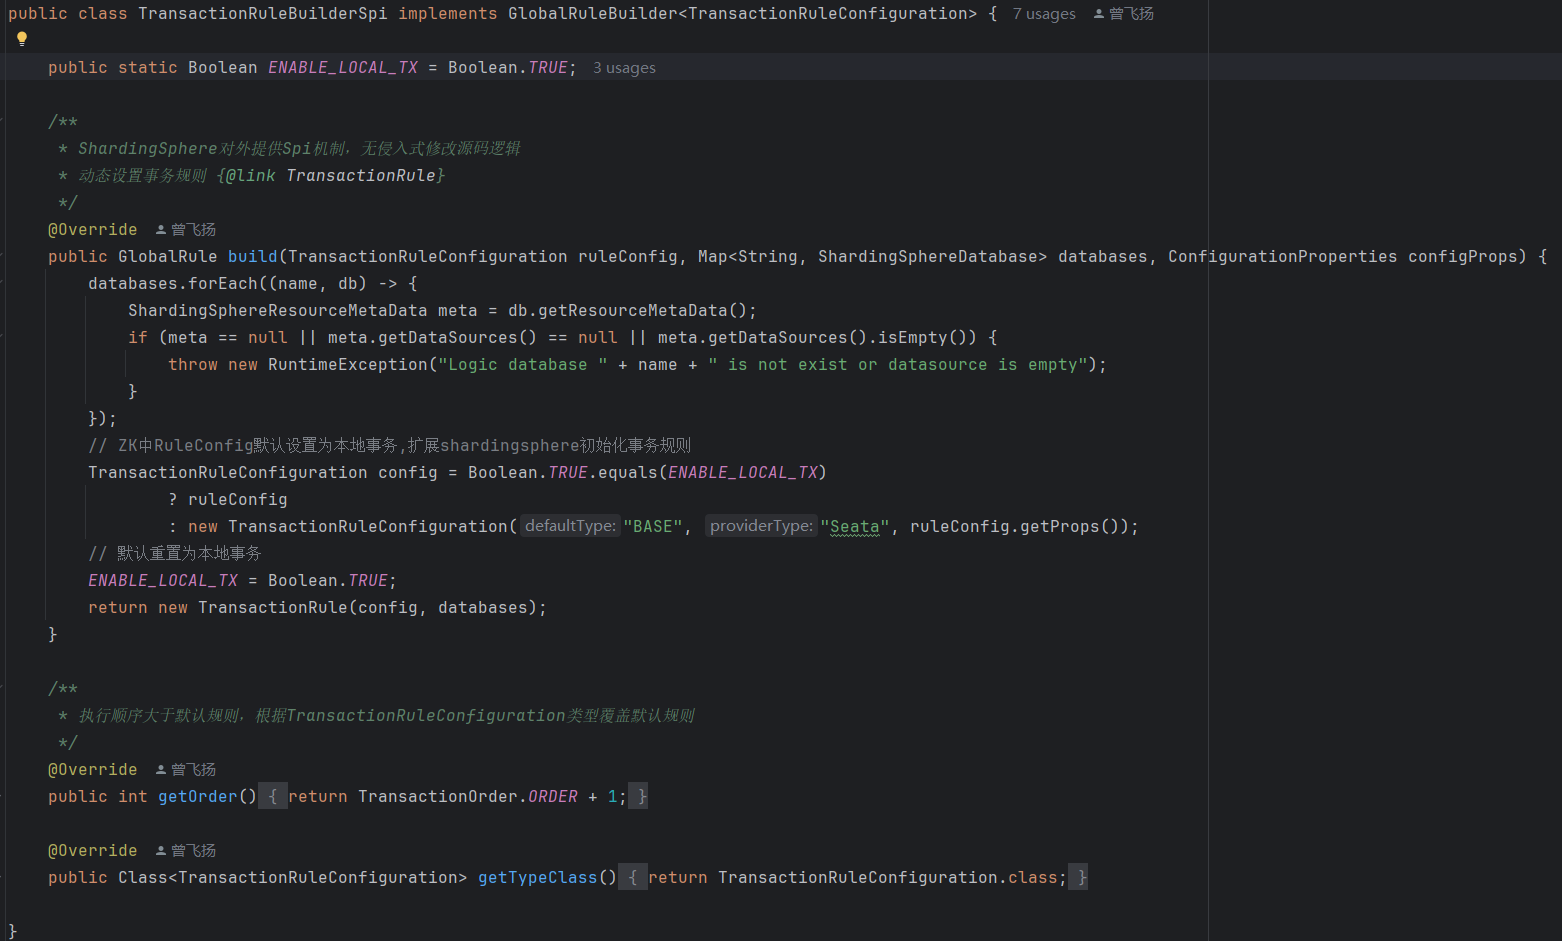 public class TransactionRuleBuilderSpi implements GlobalRuleBuilder<TransactionRuleConfiguration> { 7 usages 曾飞扬
public static Boolean ENABLE_LOCAL_TX = Boolean.TRUE; 3 usages
/**
* ShardingSphere对外提供Spi机制，无侵入式修改源码逻辑
* 动态设置事务规则 {@link TransactionRule}
*/
@Override 曾飞扬
public GlobalRule build(TransactionRuleConfiguration ruleConfig, Map<String, ShardingSphereDatabase> databases, ConfigurationProperties configProps) {
databases.forEach((name, db) -> {
ShardingSphereResourceMetaData meta = db.getResourceMetaData();
if (meta == null || meta.getDataSources() == null || meta.getDataSources().isEmpty()) {
throw new RuntimeException("Logic database " + name + " is not exist or datasource is empty");
}
});
// ZK中RuleConfig默认设置为本地事务,扩展shardingsphere初始化事务规则
TransactionRuleConfiguration config = Boolean.TRUE.equals(ENABLE_LOCAL_TX)
? ruleConfig
: new TransactionRuleConfiguration( defaultType: "BASE", providerType: "Seata", ruleConfig.getProps());
// 默认重置为本地事务
ENABLE_LOCAL_TX = Boolean.TRUE;
return new TransactionRule(config, databases);
}
/**
* 执行顺序大于默认规则，根据TransactionRuleConfiguration类型覆盖默认规则
*/
@Override 曾飞扬
public int getOrder() { return TransactionOrder.ORDER + 1; }
@Override 曾飞扬
public Class<TransactionRuleConfiguration> getTypeClass() { return TransactionRuleConfiguration.class; }
}